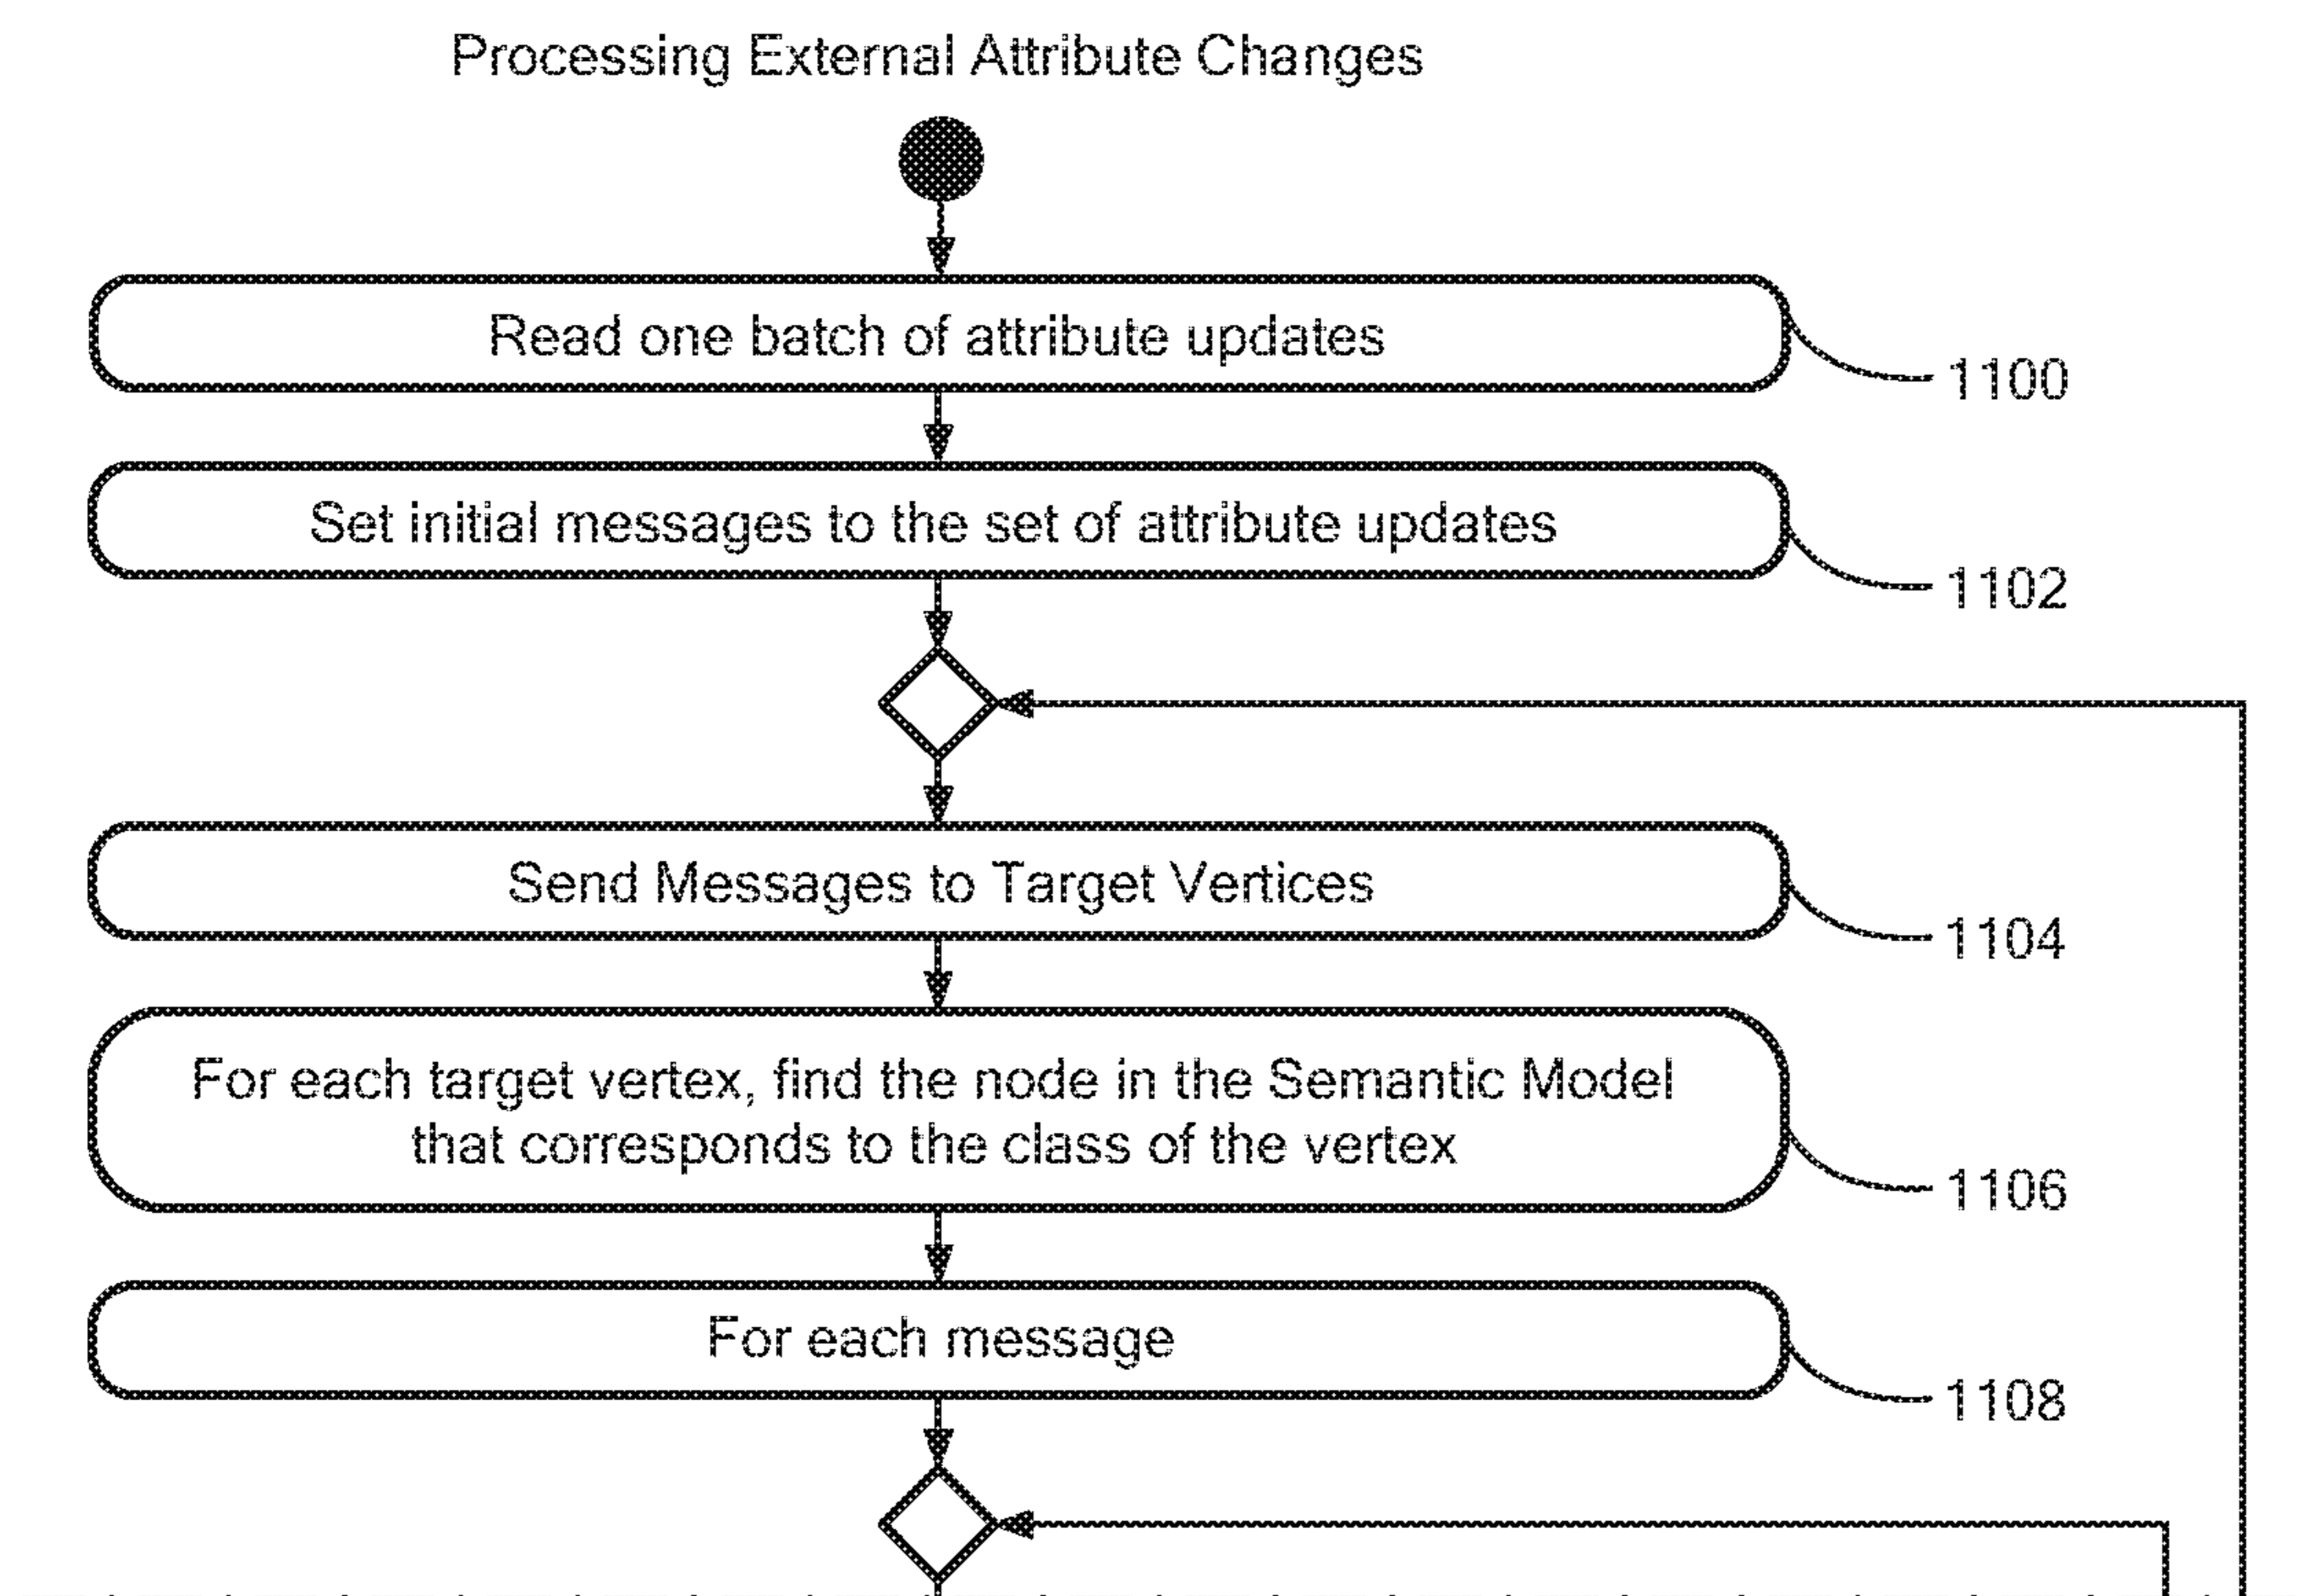 Processing External Attribute Changes
Read one batch of attribute updates
1100
Set initial messages to the set of attribute updates
1102
Send Messages to Target Vertices
1104
For each target vertex, find the node in the Semantic Model
that corresponds to the class of the vertex
1106
For each message
1108